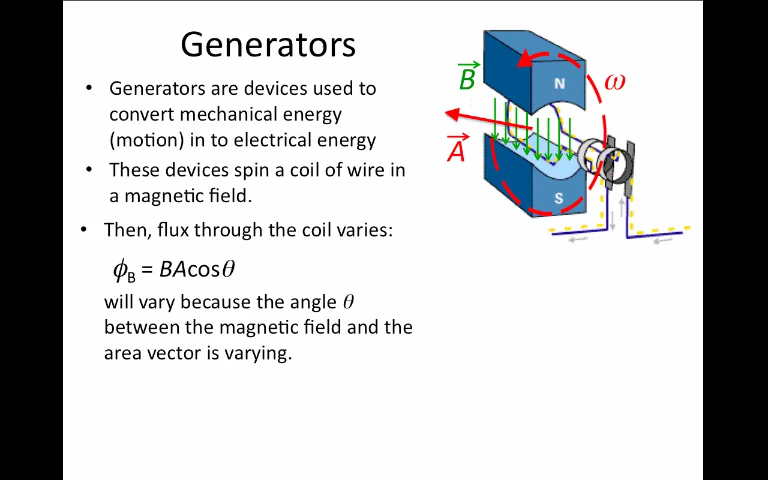 Generators
• Generators are devices used to
convert mechanical energy
(motion) in to electrical energy
• These devices spin a coil of wire in
a magnetic field.
• Then, flux through the coil varies:
ϕB = BAcosθ
will vary because the angle θ
between the magnetic field and the
area vector is varying.
B
A
N
S
ω